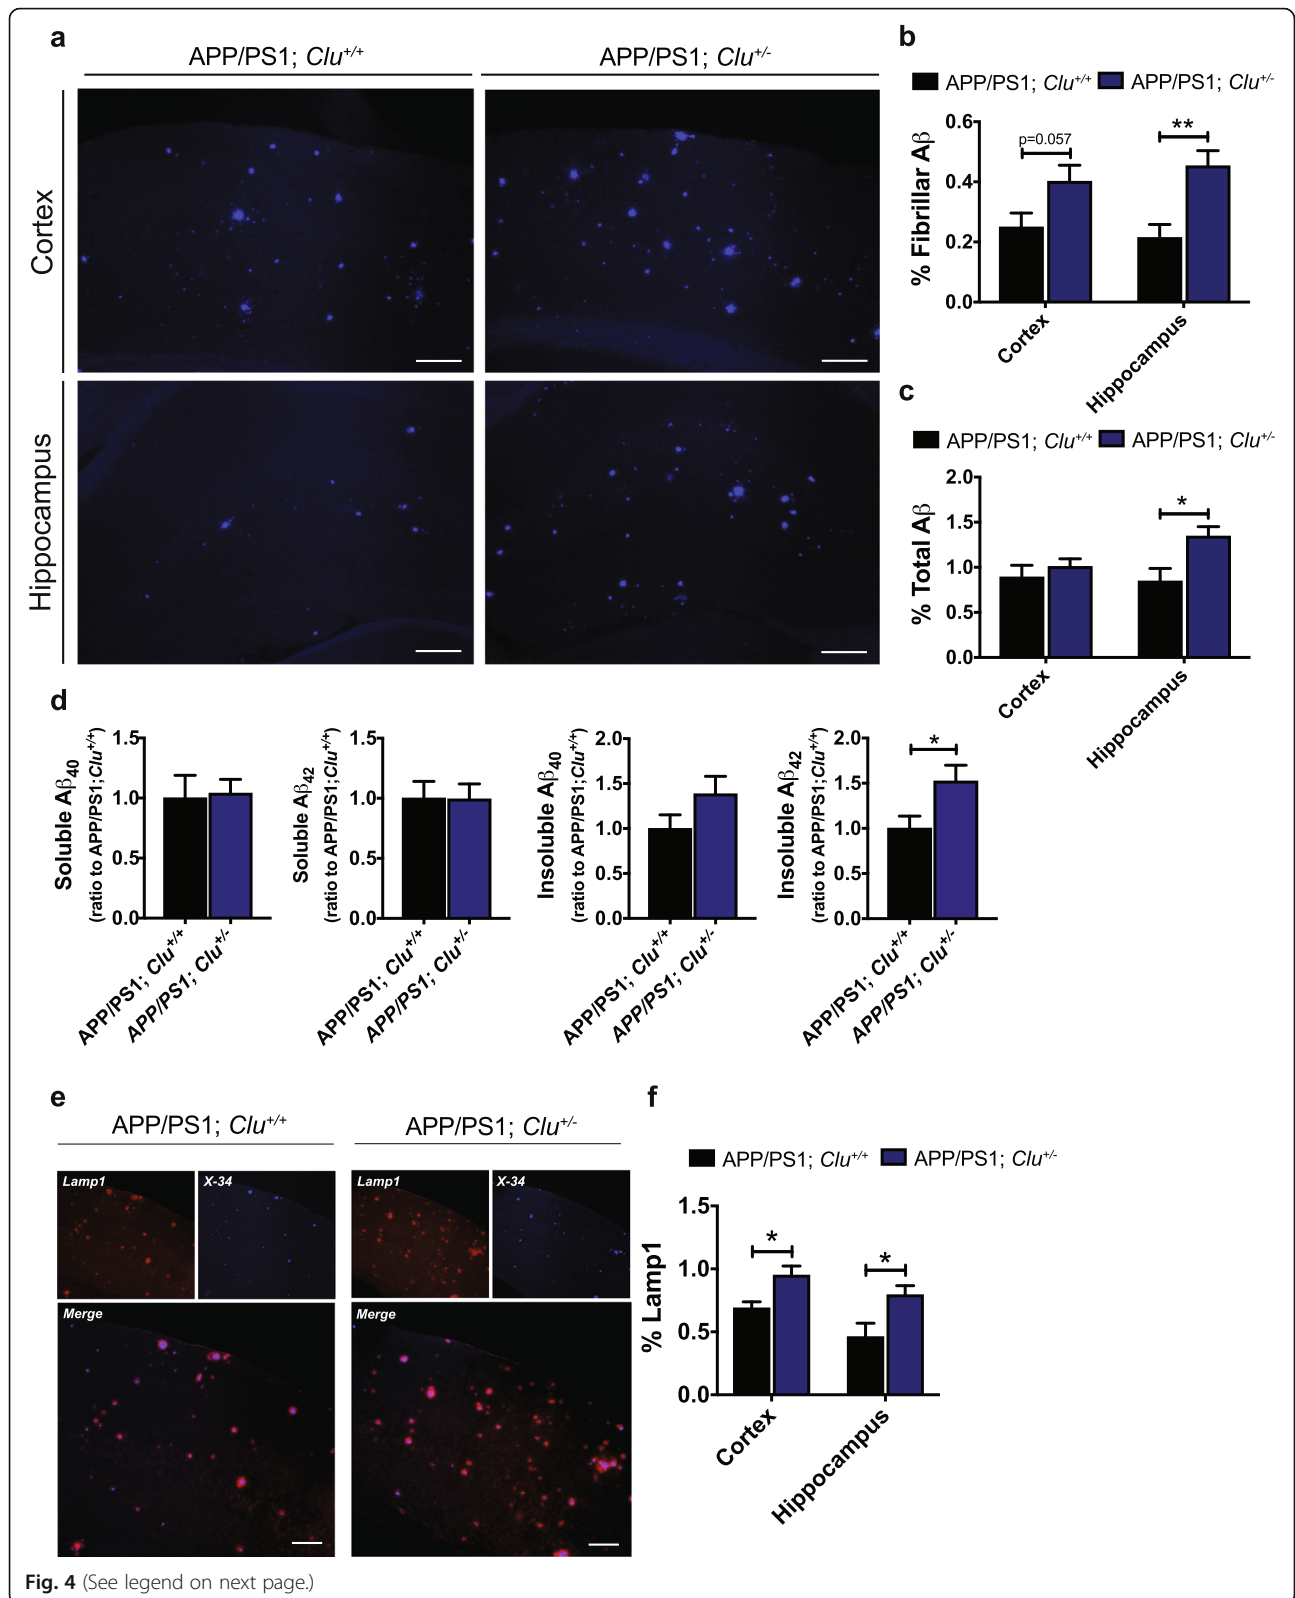 a
APP/PS1; Clu+/+
APP/PS1; Clu+/-
Cortex
Hippocampus
b
APP/PS1; Clu+/+
APP/PS1; Clu+/-
% Fibrillar Aβ
0.6
0.4
0.2
0.0
p=0.057
**
Cortex
Hippocampus
c
APP/PS1; Clu+/+
APP/PS1; Clu+/-
% Total Aβ
2.0
1.5
1.0
0.5
0.0
*
Cortex
Hippocampus
d
Soluble Aβ40
(ratio to APP/PS1;Clu+/+)
1.5
1.0
0.5
0.0
APP/PS1; Clu+/+
APP/PS1; Clu+/-
Soluble Aβ42
(ratio to APP/PS1;Clu+/+)
1.5
1.0
0.5
0.0
APP/PS1; Clu+/+
APP/PS1; Clu+/-
Insoluble Aβ40
(ratio to APP/PS1;Clu+/+)
2.0
1.5
1.0
0.5
0.0
APP/PS1; Clu+/+
APP/PS1; Clu+/-
Insoluble Aβ42
(ratio to APP/PS1;Clu+/+)
2.0
1.5
1.0
0.5
0.0
*
APP/PS1; Clu+/+
APP/PS1; Clu+/-
e
APP/PS1; Clu+/+
APP/PS1; Clu+/-
Lamp1
X-34
Lamp1
X-34
Merge
Merge
f
APP/PS1; Clu+/+
APP/PS1; Clu+/-
% Lamp1
1.5
1.0
0.5
0.0
*
*
Cortex
Hippocampus
Fig. 4 (See legend on next page.)